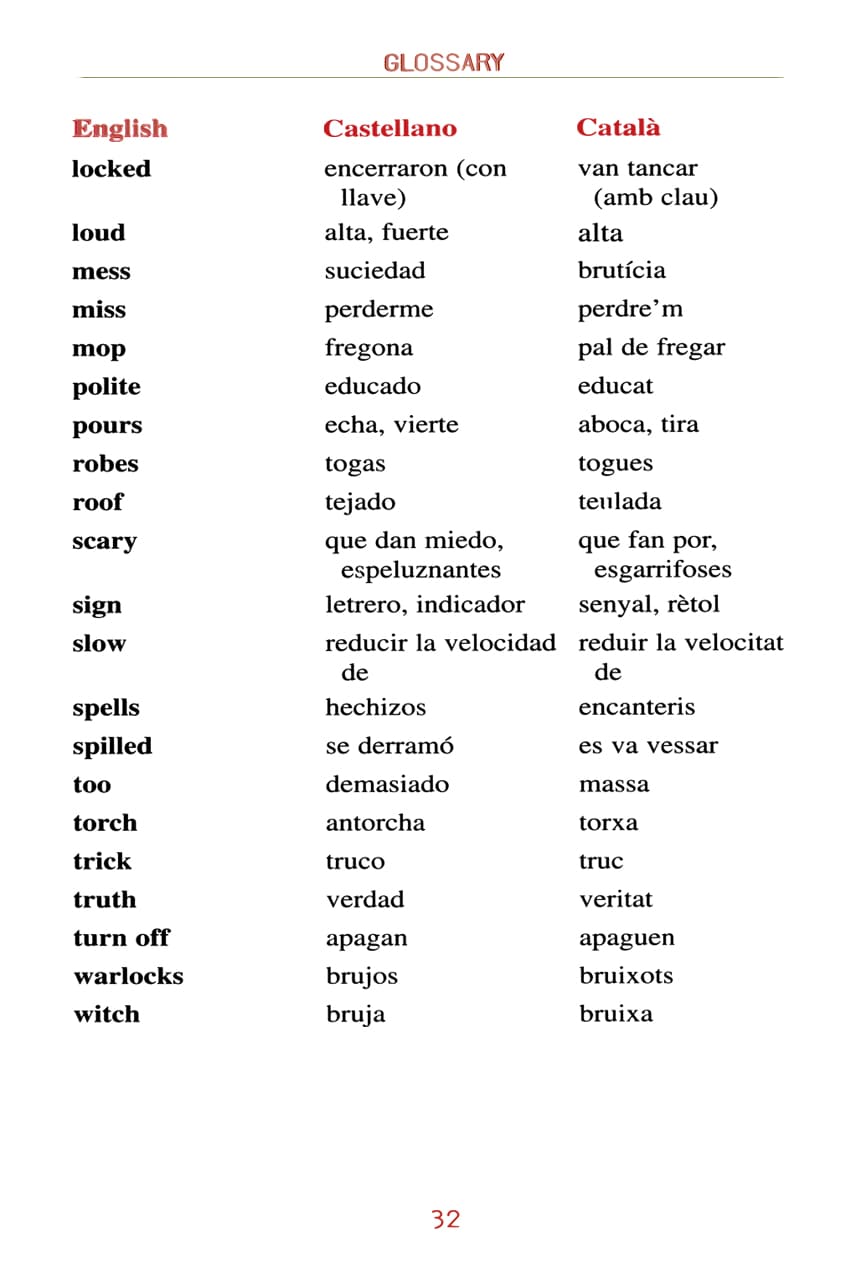 GLOSSARY
English Castellano Català
locked encerraron (con van tancar
llave) (amb clau)
loud alta, fuerte alta
mess suciedad brutícia
miss perderme perdre’m
mop fregona pal de fregar
polite educado educat
pours echa, vierte aboca, tira
robes togas togues
roof tejado teulada
scary que dan miedo, que fan por,
espeluznantes esgarrifoses
sign letrero, indicador senyal, rètol
slow reducir la velocidad reduir la velocitat
de de
spells hechizos encanteris
spilled se derramó es va vessar
too demasiado massa
torch antorcha torxa
trick truco truc
truth verdad veritat
turn off apagan apaguen
warlocks brujos bruixots
witch bruja bruixa
32